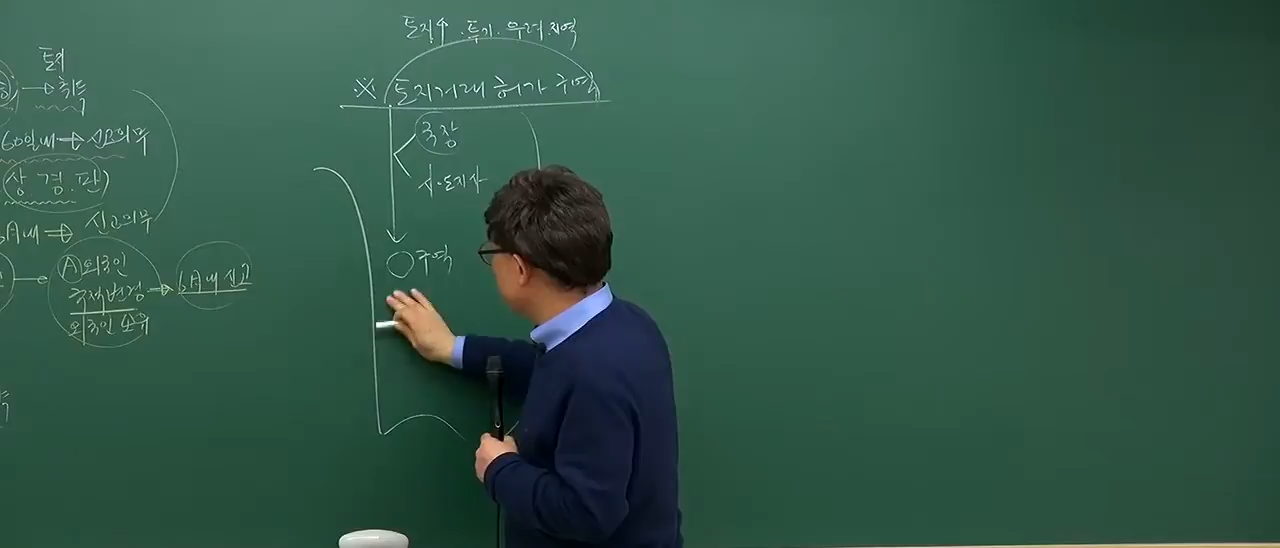 토지
→ 취득
60일내 ⇒ 신고의무
상.경.판)
6月내 ⇒ 신고의무
A외국인
국적변경 → 6月내 신고
외국인 소유
토지↑.투기.우려.지역
※ 토지거래 허가 구역
국장
시.도지사
○구역